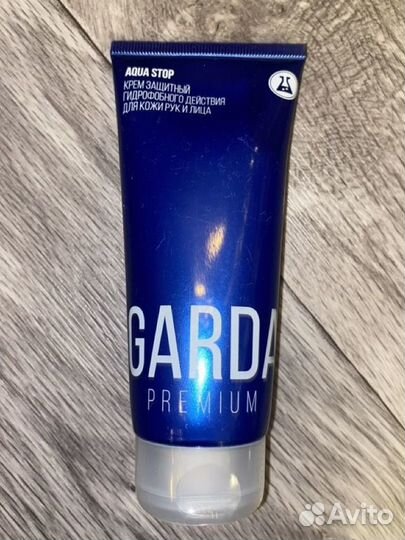 AQUA STOP
КРЕМ ЗАЩИТНЫЙ
ГИДРОФОБНОГО ДЕЙСТВИЯ
ДЛЯ КОЖИ РУК И ЛИЦА
GARDA
PREMIUM
Avito